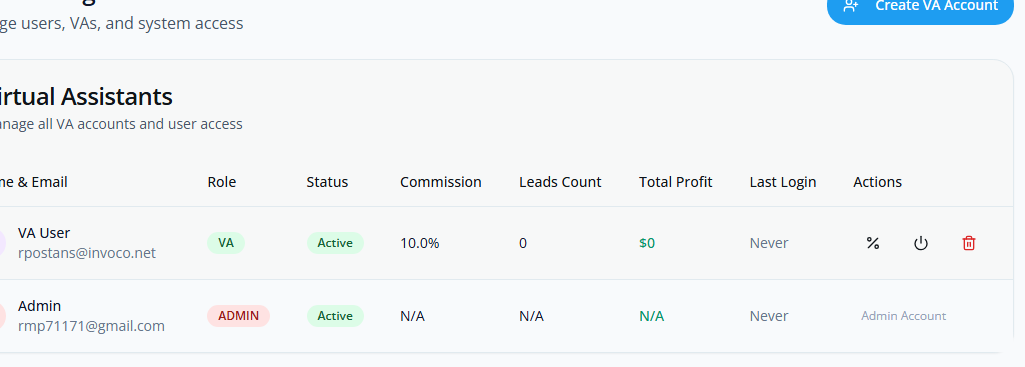 ge users, VAs, and system access
Create VA Account
irtual Assistants
anage all VA accounts and user access
me & Email Role Status Commission Leads Count Total Profit Last Login Actions
VA User
rpostans@invoco.net
VA Active 10.0% 0 $0 Never
Admin
rmp71171@gmail.com
ADMIN Active N/A N/A N/A Never Admin Account